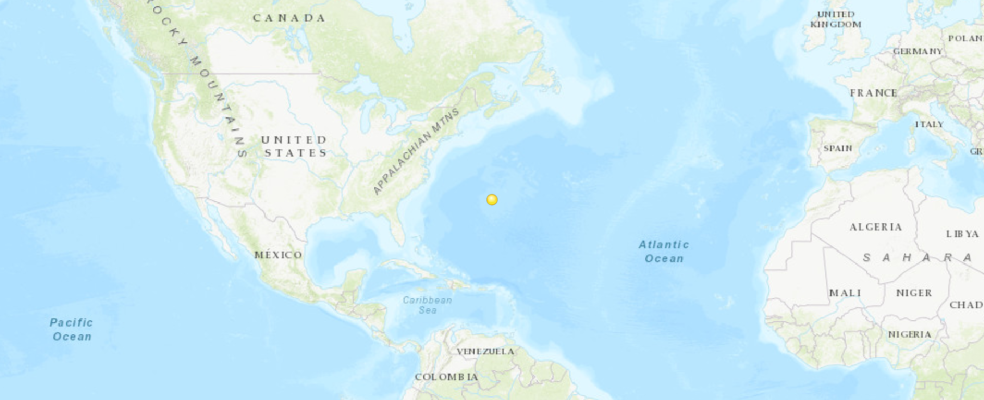 CANADA
UNITED
KINGDOM
POLAN
GERMANY
ROCKY MOUNTAINS
FRANCE
APPALACHIAN MTNS
ITALY
UNITED
STATES
SPAIN
GR
ALGERIA
LIBYA
Atlantic
Ocean
MÉXICO
SAHARA
MALI
NIGER
CHAD
Caribbean
Sea
Pacific
Ocean
NIGERIA
VENEZUELA
COLOMBIA